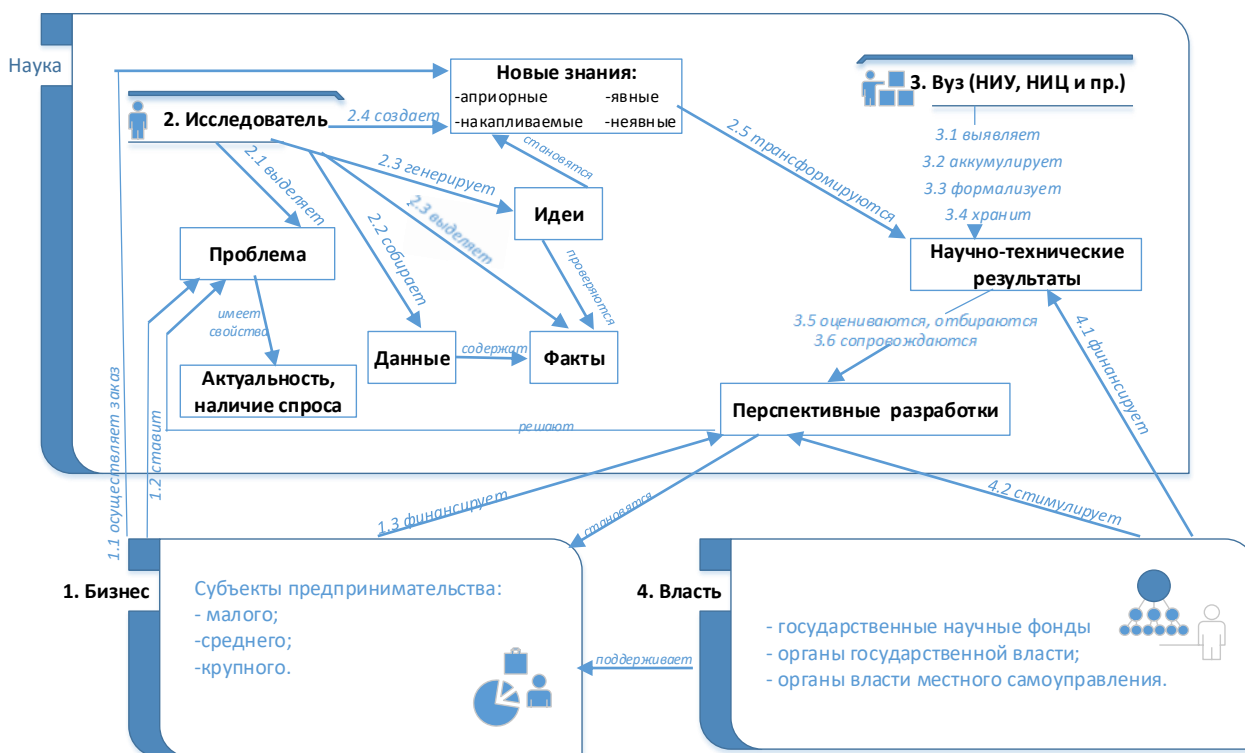 Наука
Новые знания:
-априорные -явные
-накапливаемые -неявные
3. Вуз (НИУ, НИЦ и пр.)
2. Исследователь
2.4 создает
3.1 выявляет
3.2 аккумулирует
3.3 формализует
3.4 хранит
2.5 трансформируются
становятся
2.1 выделяет
2.3 генерирует
2.3 выделяет
2.2 собирает
Идеи
Проблема
проверяются
Научно-технические
результаты
имеет
свойства
3.5 оцениваются, отбираются
3.6 сопровождаются
Данные
содержат
Факты
Актуальность,
наличие спроса
4.1 финансирует
Перспективные разработки
решают
1.1 осуществляет заказ
1.2 ставит
1.3 финансирует
становятся
4.2 стимулирует
1. Бизнес
Субъекты предпринимательства:
- малого;
-среднего;
-крупного.
поддерживает
4. Власть
- государственные научные фонды
- органы государственной власти;
- органы власти местного самоуправления.